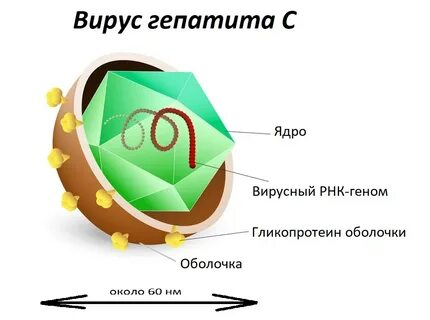 Вирус гепатита С
Ядро
Вирусный РНК-геном
Гликопротеин оболочки
Оболочка
около 60 нм